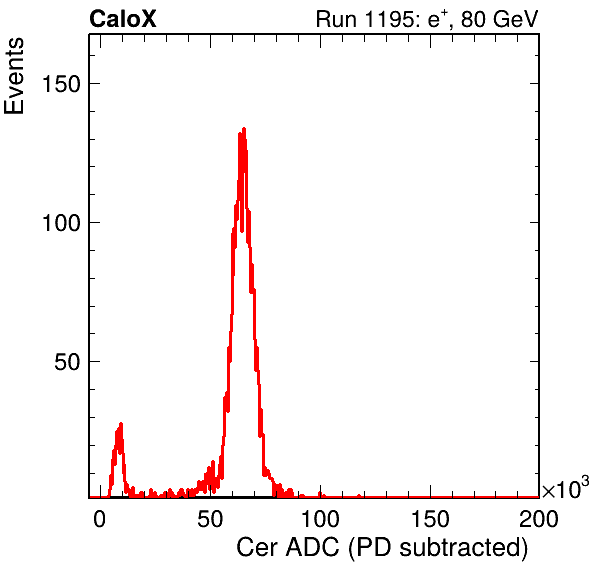 CaloX Run 1195: e⁺, 80 GeV
Events
150
100
50
0 50 100 150 200
×10³
Cer ADC (PD subtracted)